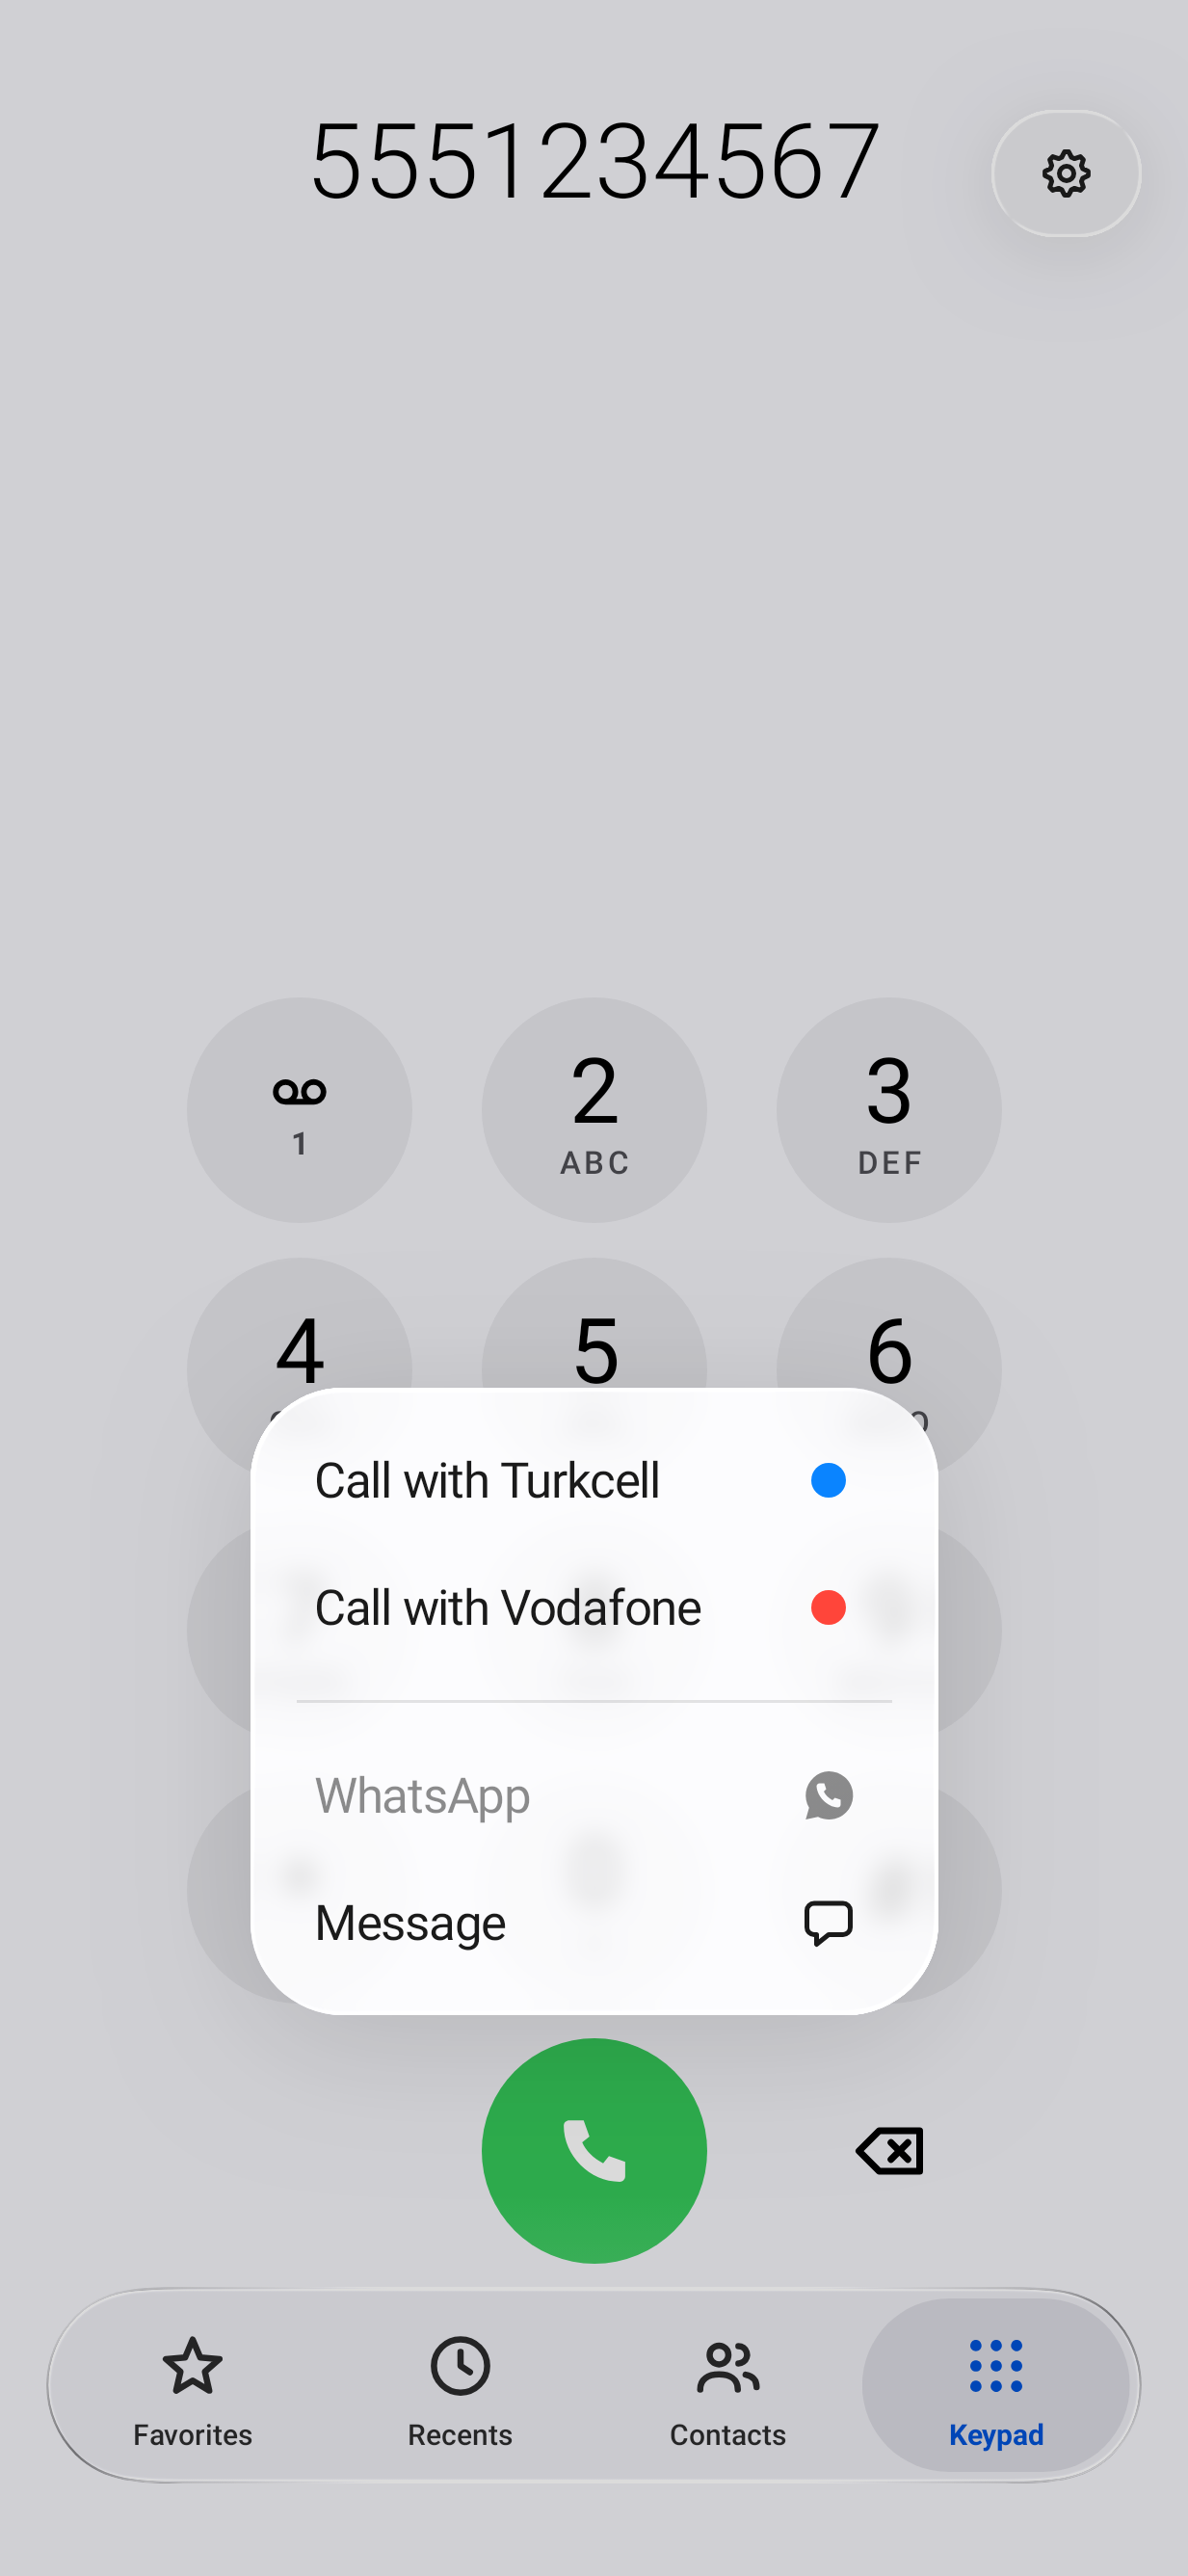 5551234567
1
2
ABC
3
DEF
4
5
6
Call with Turkcell
Call with Vodafone
WhatsApp
Message
Favorites
Recents
Contacts
Keypad